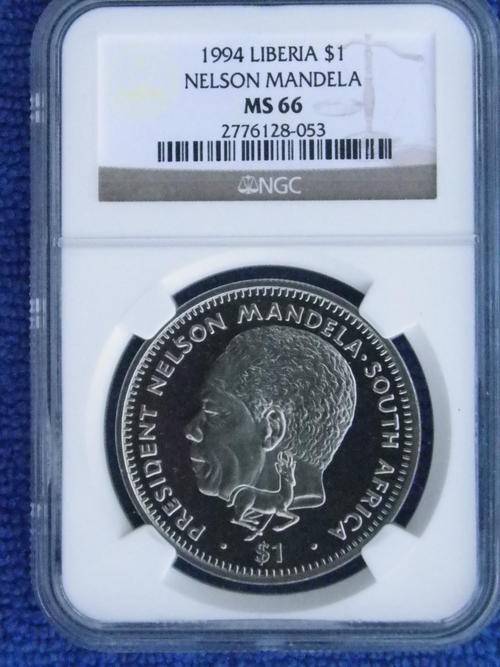 1994 LIBERIA $1
NELSON MANDELA
MS 66
2776128-053
NGC
PRESIDENT NELSON MANDELA · SOUTH AFRICA
· $1 ·